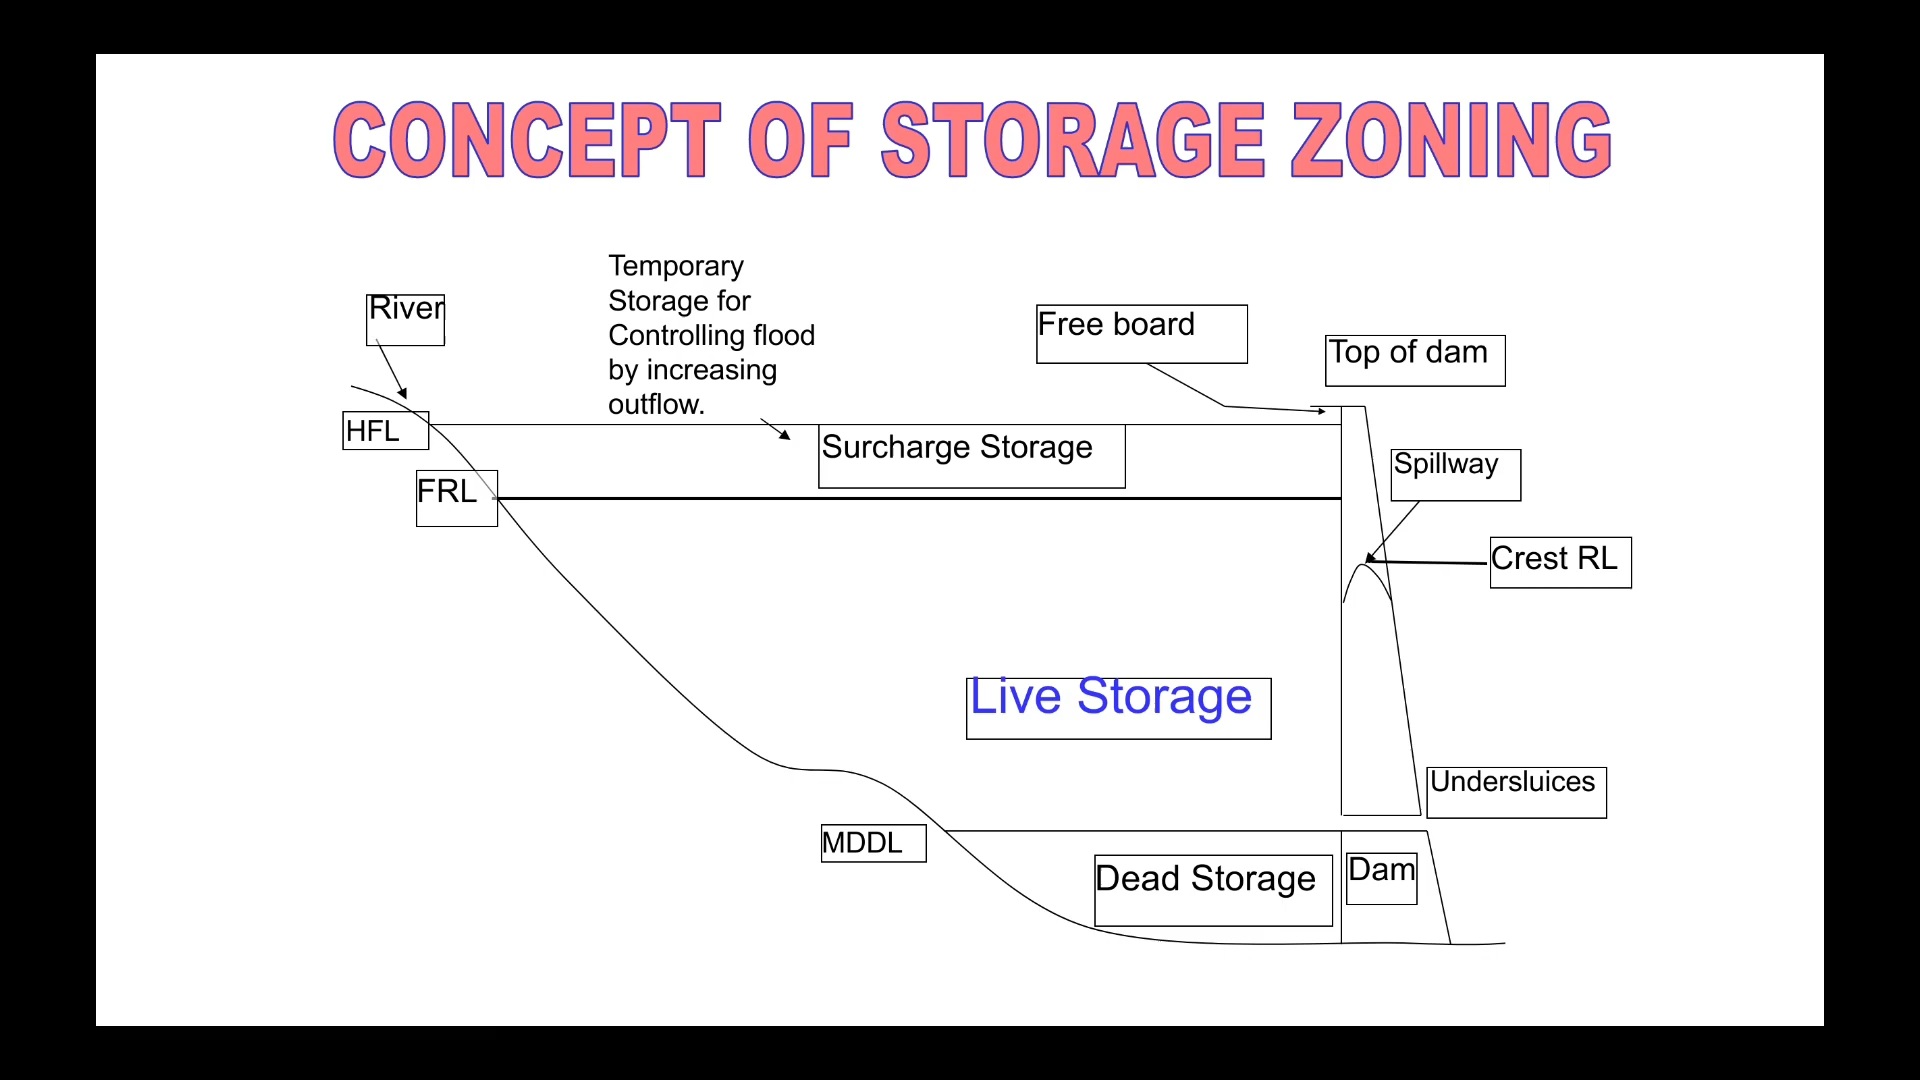 CONCEPT OF STORAGE ZONING
Temporary
Storage for
Controlling flood
by increasing
outflow.
River
Free board
Top of dam
HFL
Surcharge Storage
Spillway
FRL
Crest RL
Live Storage
Undersluices
MDDL
Dead Storage
Dam